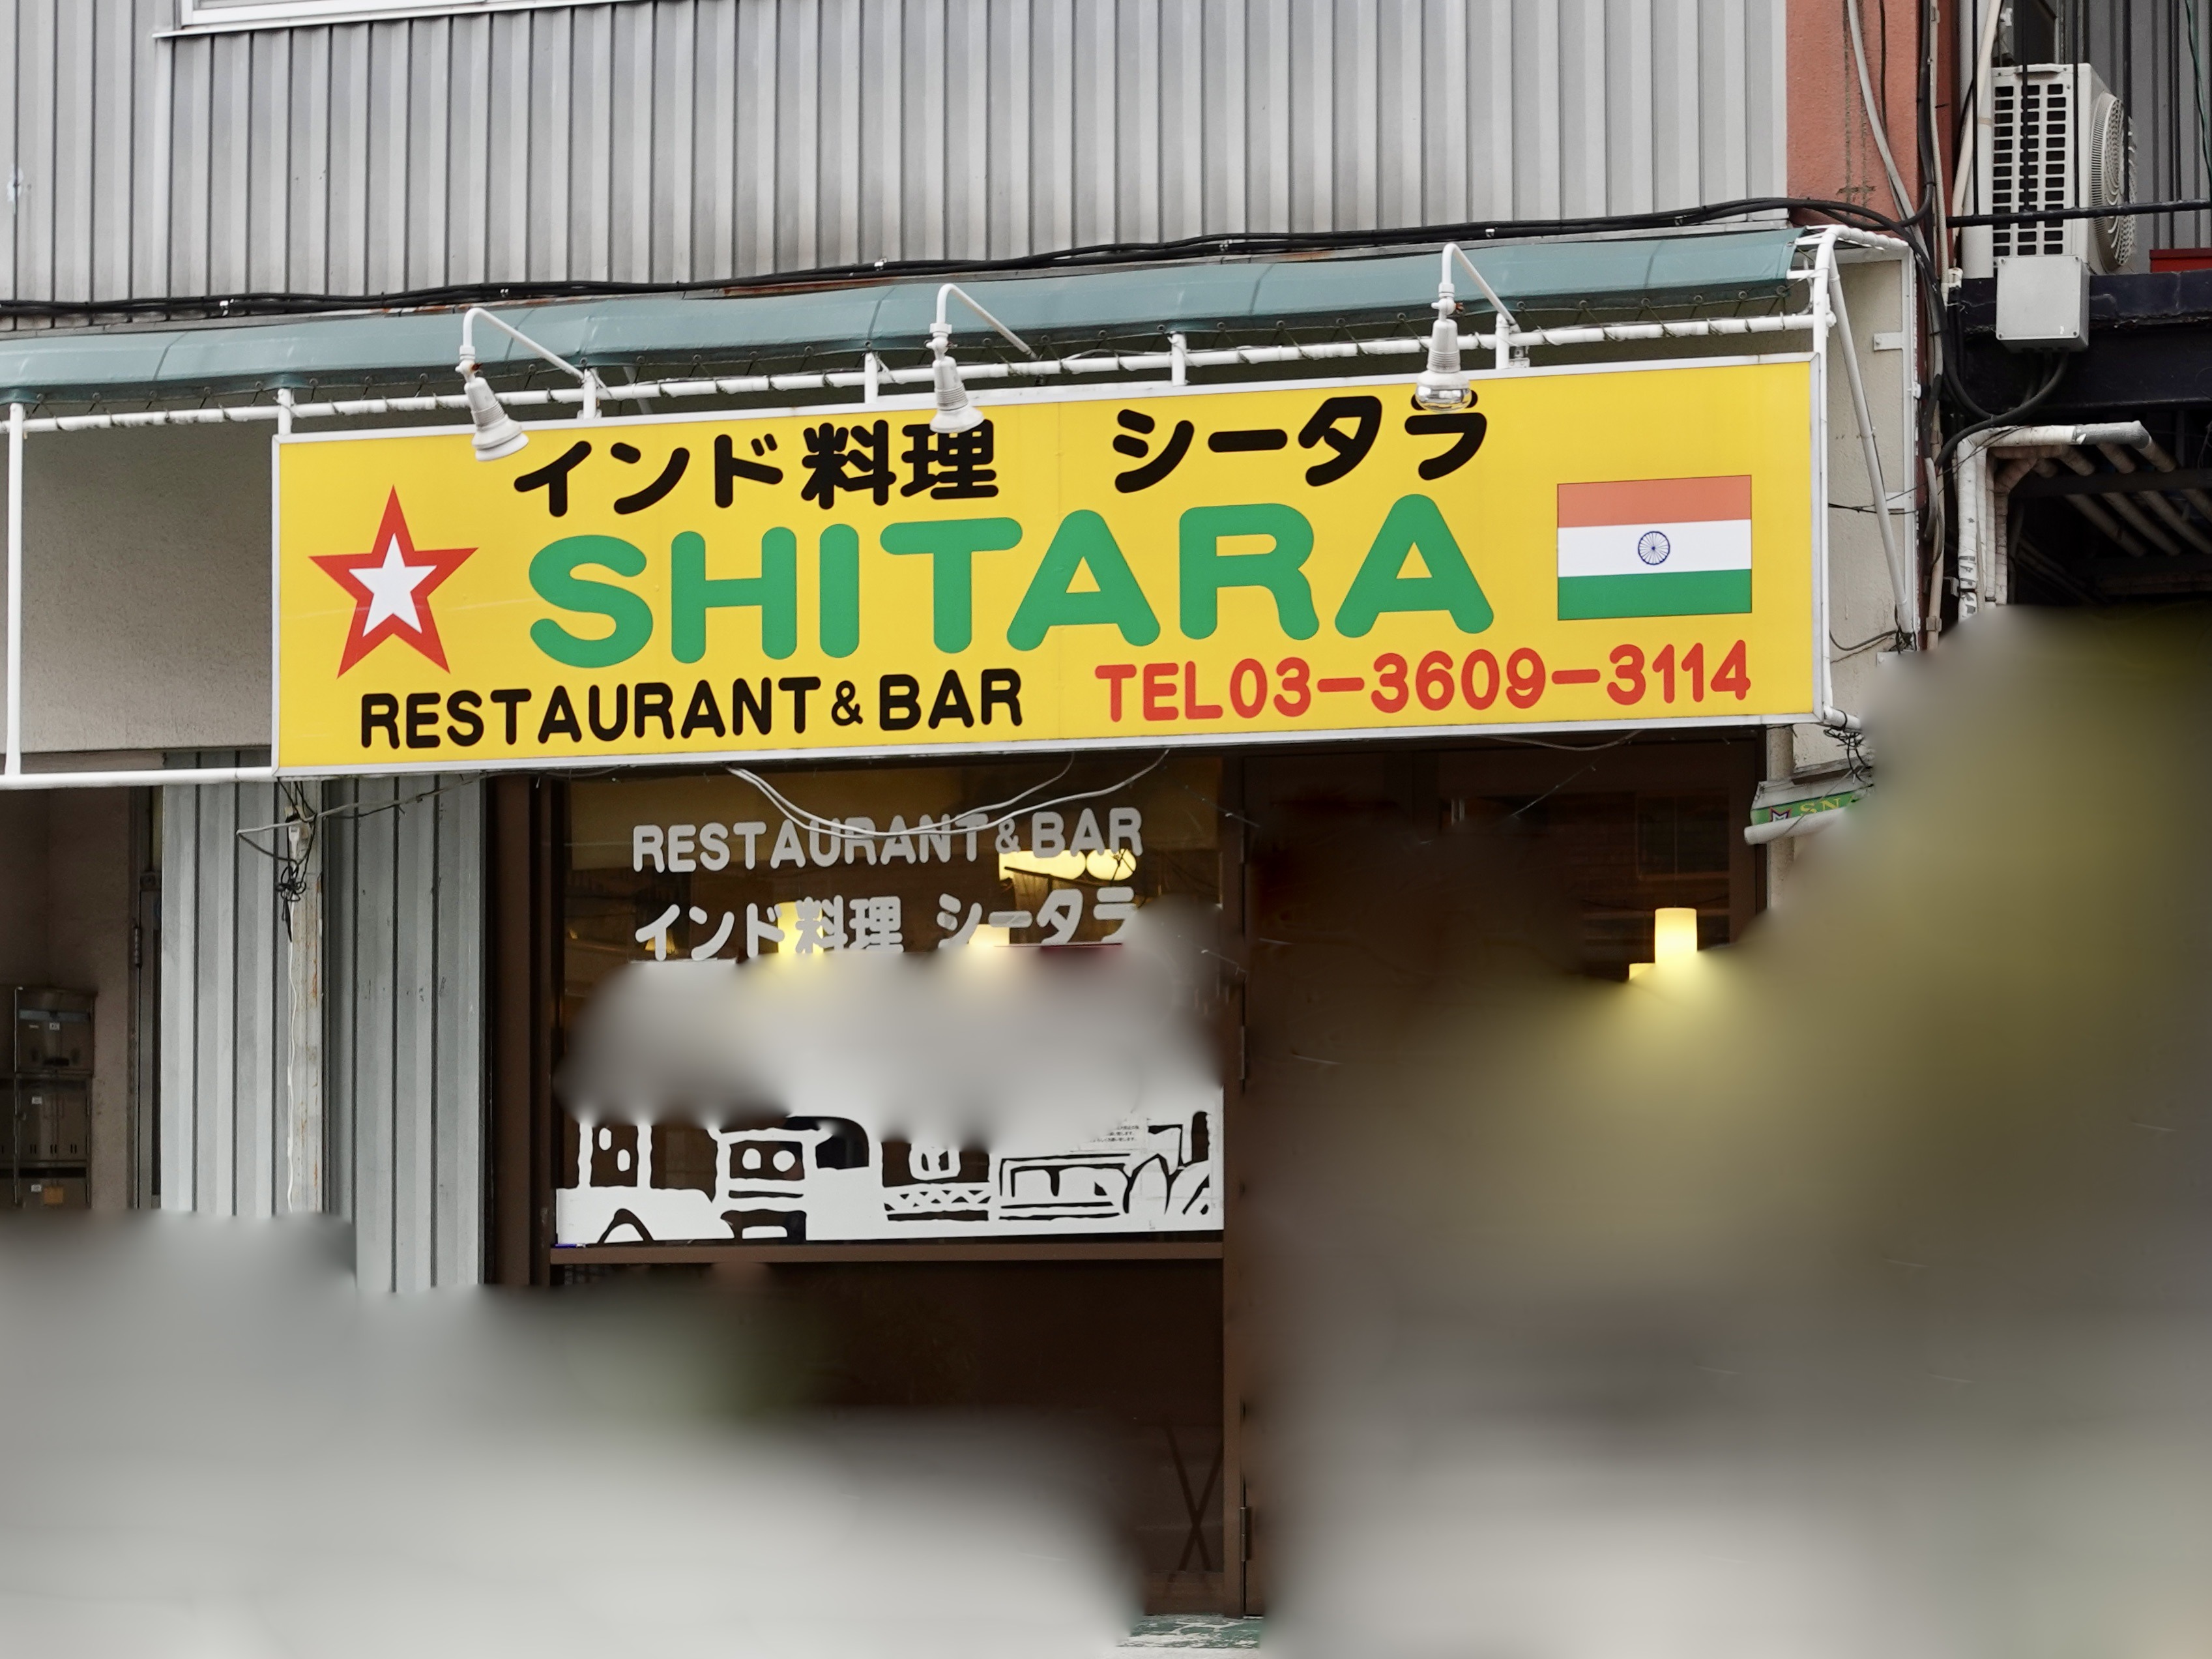 インド料理 シータラ
SHITARA
RESTAURANT & BAR TEL03-3609-3114
RESTAURANT & BAR
インド料理 シータラ
SN